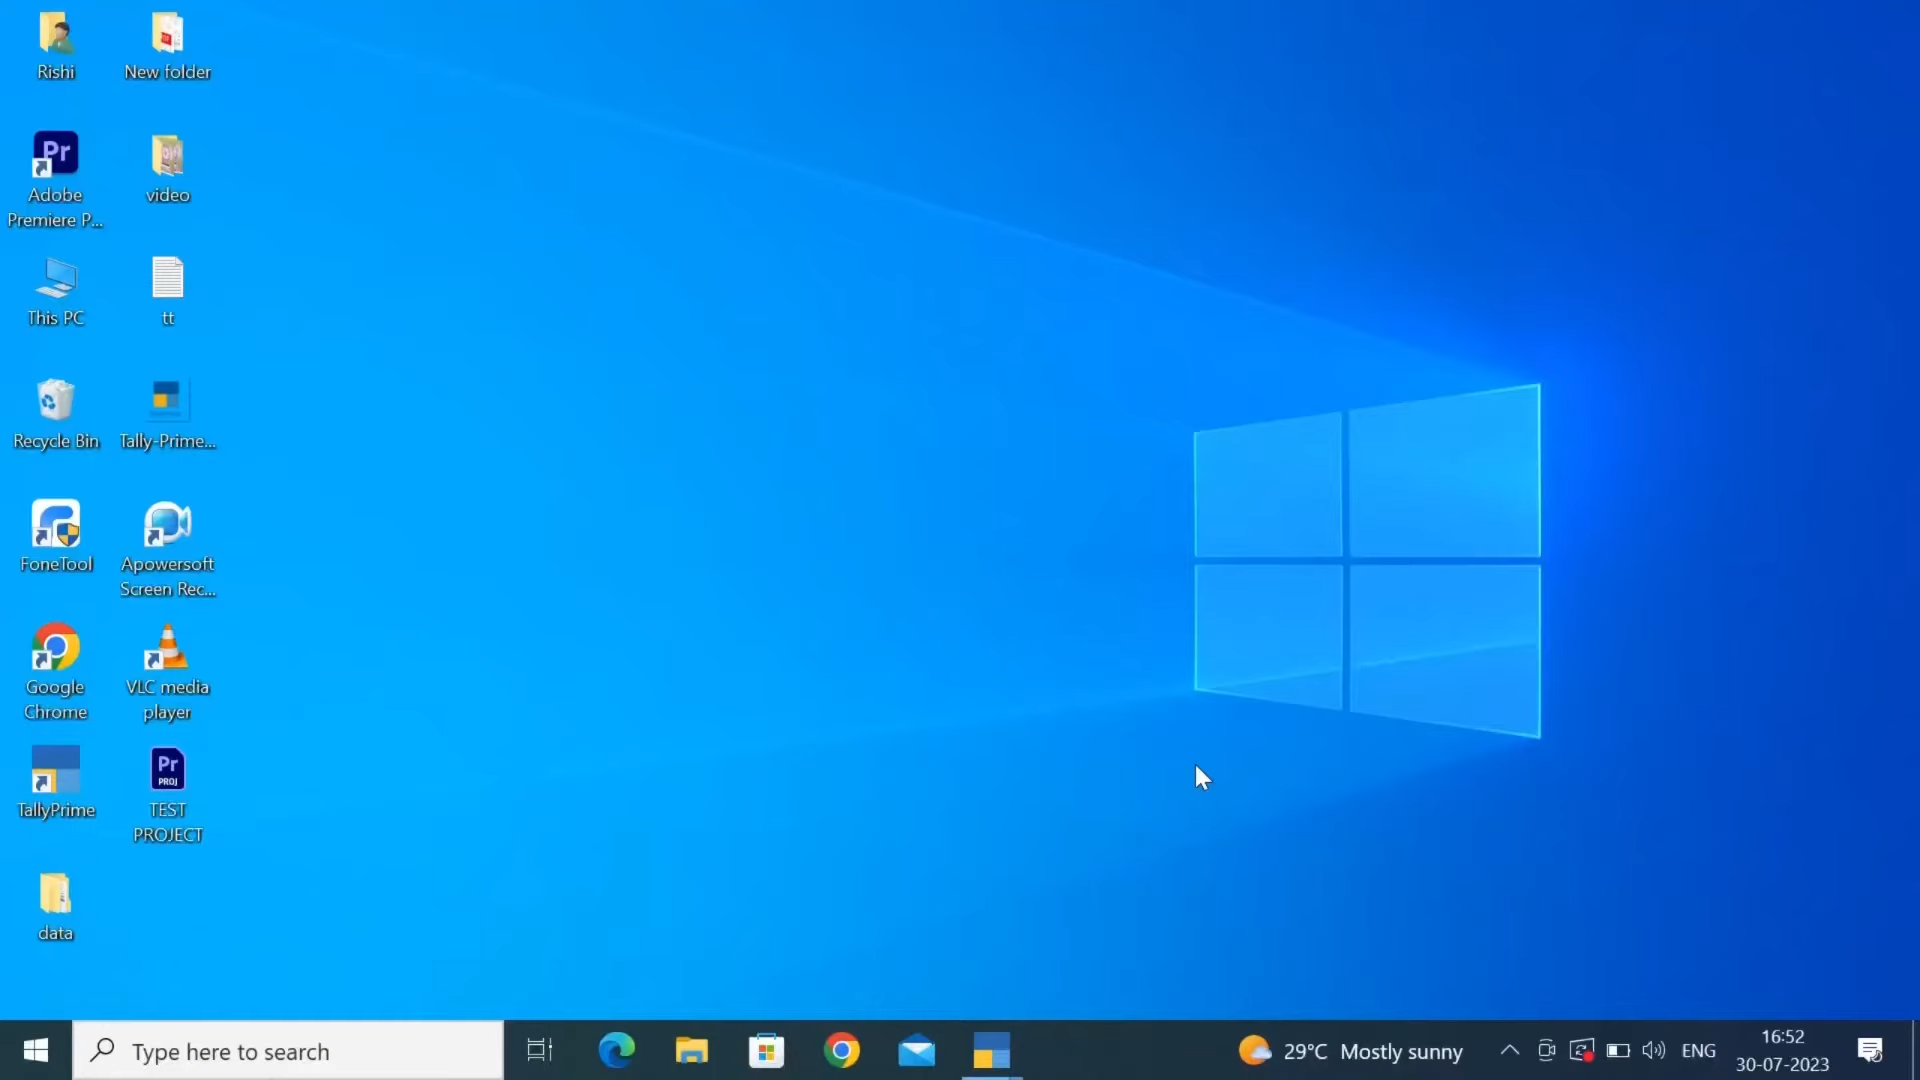 Rishi
New folder
Pr
Adobe
Premiere P...
video
This PC
tt
Recycle Bin
Tally-Prime...
FoneTool
Apowersoft
Screen Rec...
Google
Chrome
VLC media
player
TallyPrime
Pr
PROJ
TEST
PROJECT
data
Type here to search
29°C Mostly sunny
ENG
16:52
30-07-2023